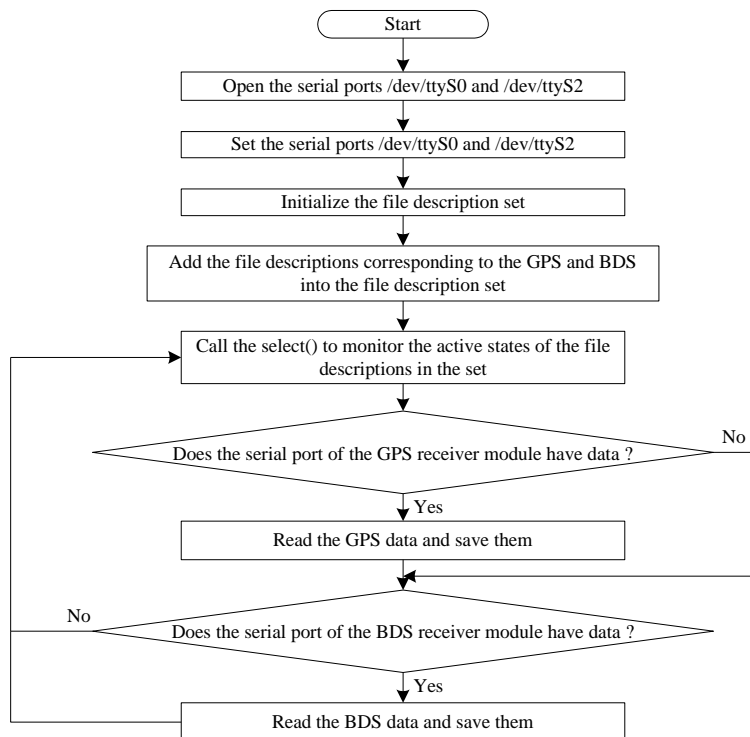 Start
Open the serial ports /dev/ttyS0 and /dev/ttyS2
Set the serial ports /dev/ttyS0 and /dev/ttyS2
Initialize the file description set
Add the file descriptions corresponding to the GPS and BDS
into the file description set
Call the select() to monitor the active states of the file
descriptions in the set
Does the serial port of the GPS receiver module have data ?
No
Yes
Read the GPS data and save them
No
Does the serial port of the BDS receiver module have data ?
Yes
Read the BDS data and save them